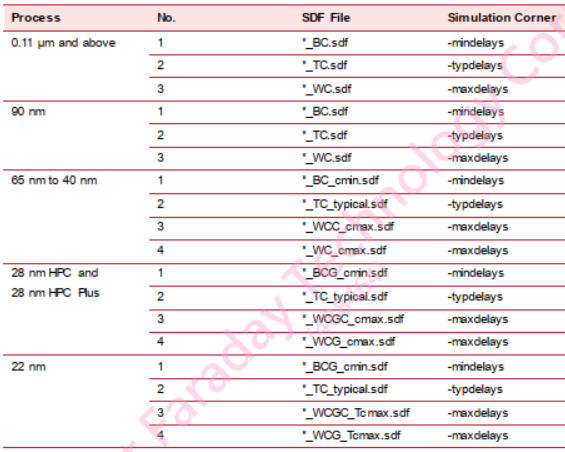 Process No. SDF File Simulation Corner
0.11 µm and above 1 *_BC.sdf -mindelays
2 *_TC.sdf -typdelays
3 *_WC.sdf -maxdelays
90 nm 1 *_BC.sdf -mindelays
2 *_TC.sdf -typdelays
3 *_WC.sdf -maxdelays
65 nm to 40 nm 1 *_BC_cmin.sdf -mindelays
2 *_TC_typical.sdf -typdelays
3 *_WCC_cmax.sdf -maxdelays
4 *_WC_cmax.sdf -maxdelays
28 nm HPC and 1 *_BCG_cmin.sdf -mindelays
28 nm HPC Plus 2 *_TC_typical.sdf -typdelays
3 *_WCGC_cmax.sdf -maxdelays
4 *_WCG_cmax.sdf -maxdelays
22 nm 1 *_BCG_cmin.sdf -mindelays
2 *_TC_typical.sdf -typdelays
3 *_WCGC_Tcmax.sdf -maxdelays
4 *_WCG_Tcmax.sdf -maxdelays
Faraday Technology